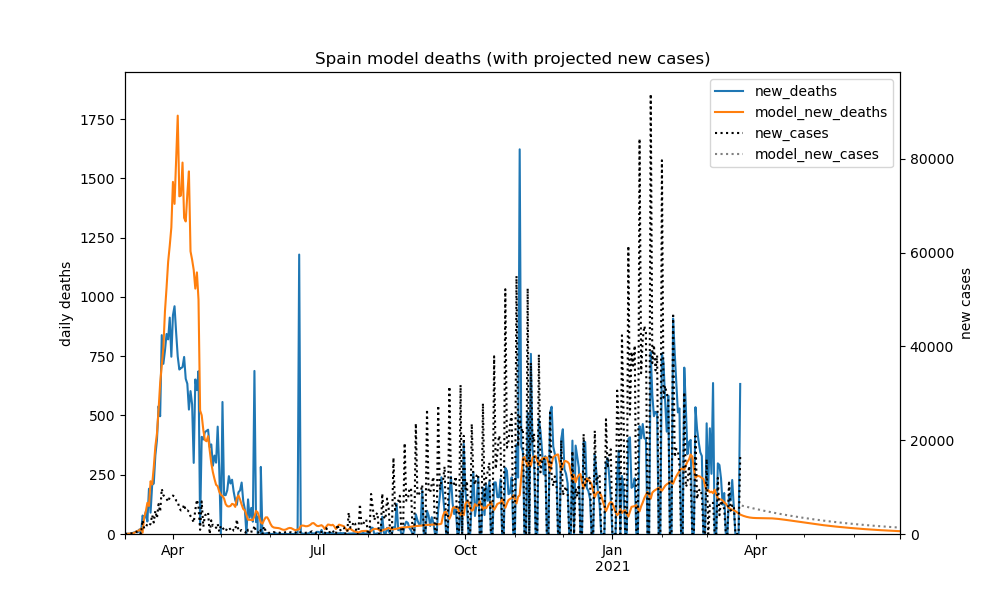 Spain model deaths (with projected new cases)
new_deaths
model_new_deaths
new_cases
model_new_cases
daily deaths
1750
1500
1250
1000
750
500
250
0
new cases
80000
60000
40000
20000
0
Apr
Jul
Oct
Jan
2021
Apr